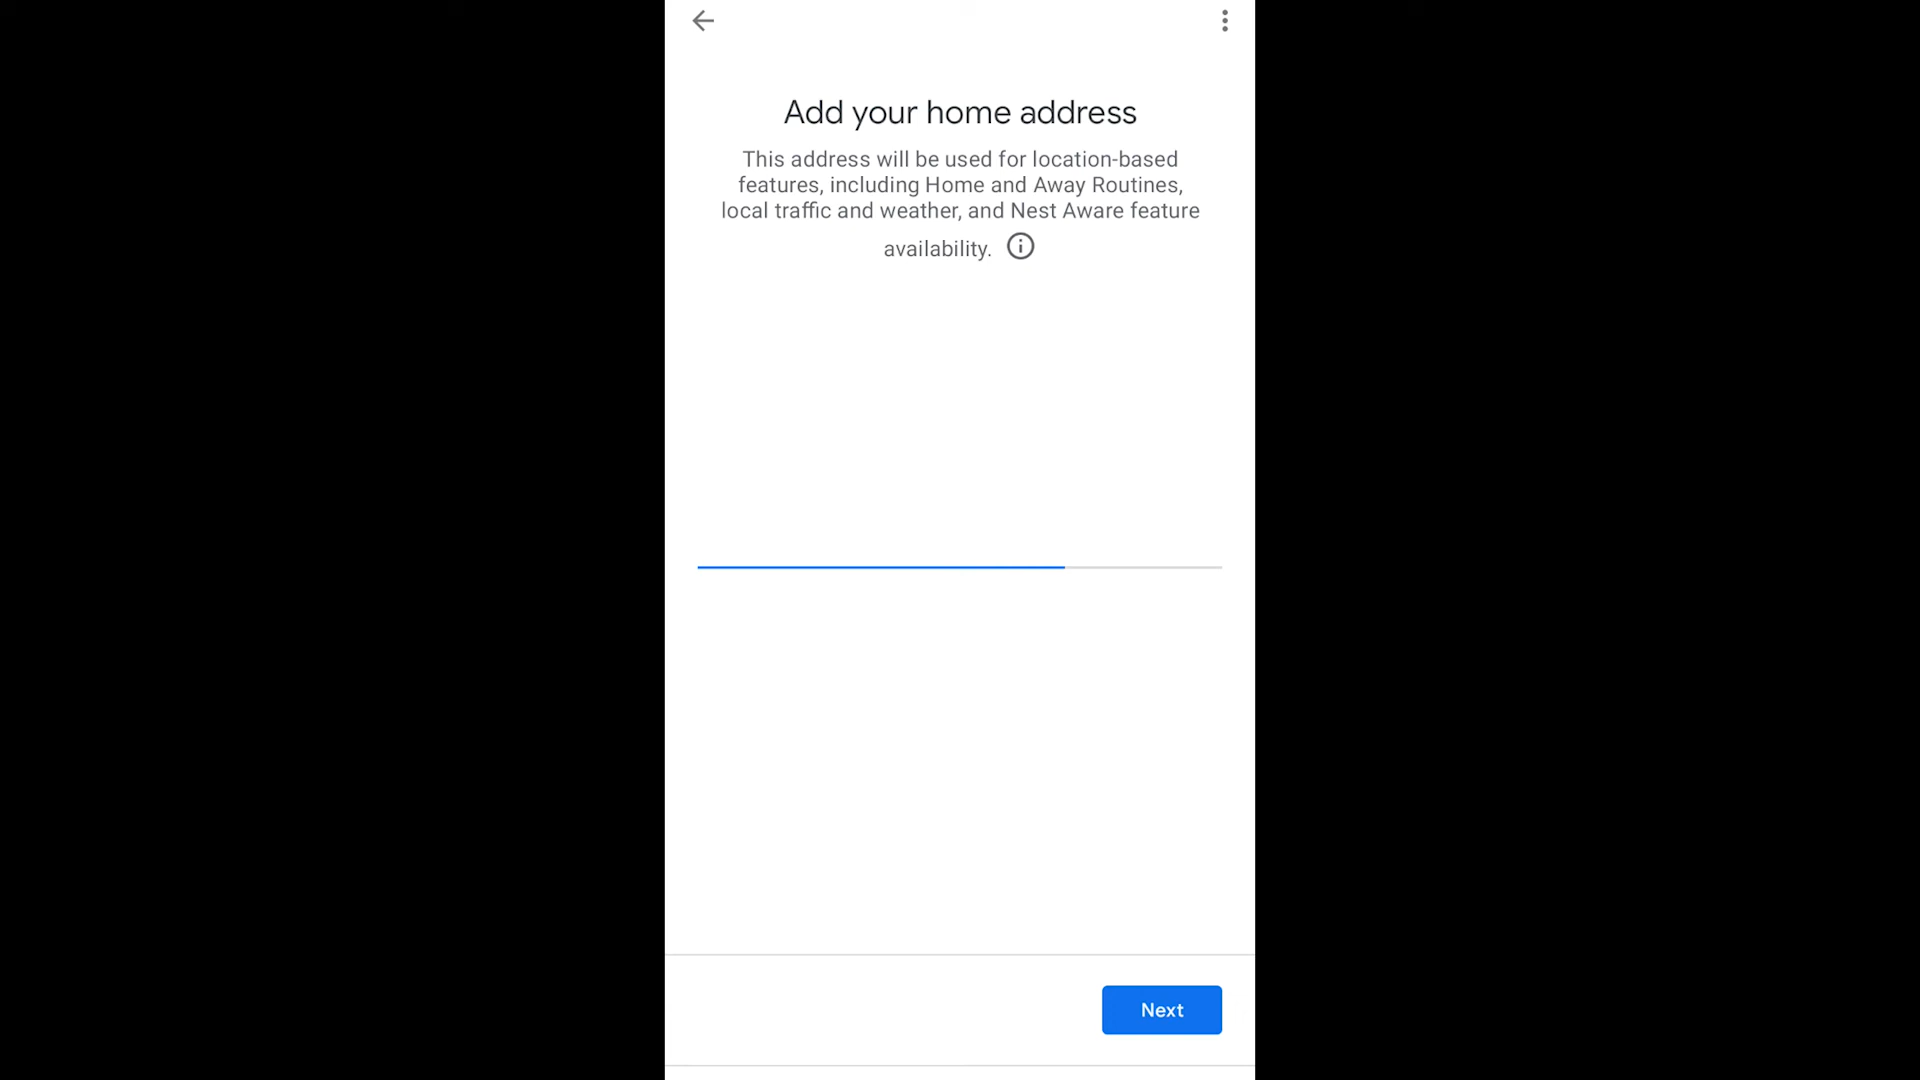 Add your home address
This address will be used for location-based
features, including Home and Away Routines,
local traffic and weather, and Nest Aware feature
availability.
Next